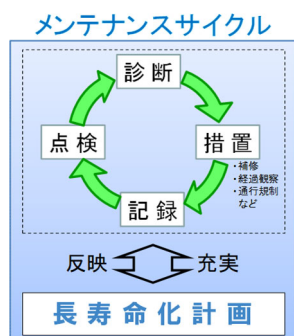 メンテナンスサイクル
診断
点検
措置
・補修
・経過観察
・通行規制
など
記録
反映
充実
長寿命化計画